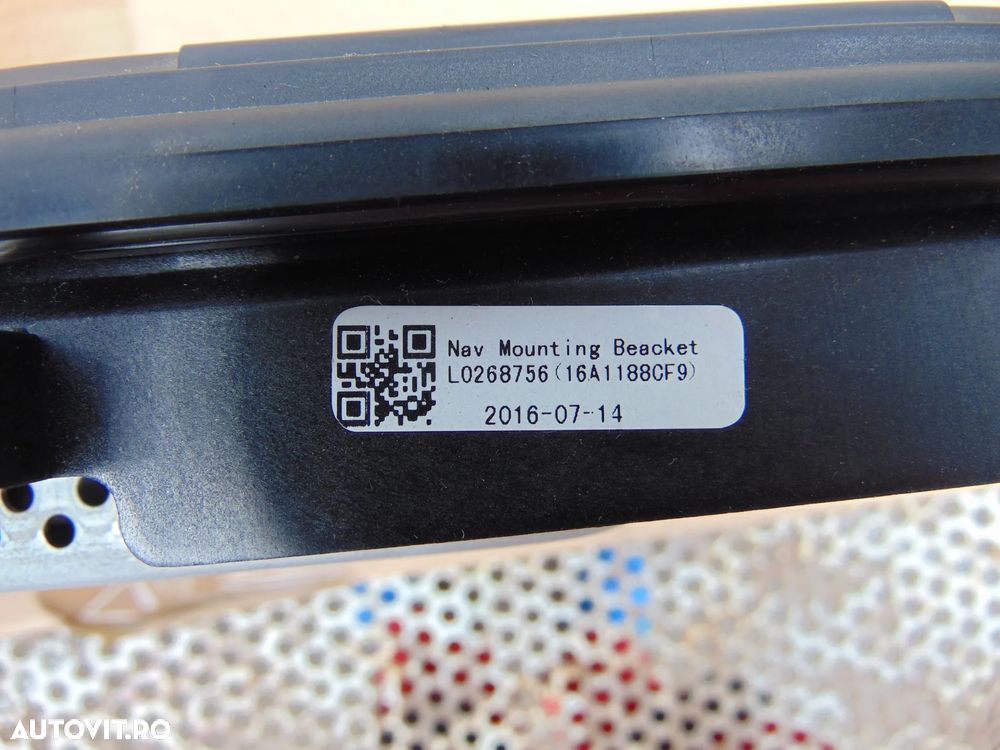 Nav Mounting Beacket
L0268756(16A1188CF9)
2016-07-14
AUTOVIT.RO